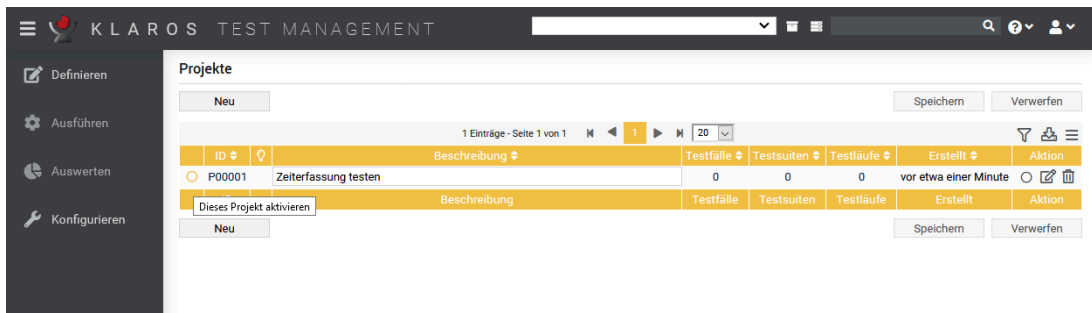 KLAROS TEST MANAGEMENT
Definieren
Ausführen
Auswerten
Konfigurieren
Projekte
Neu Speichern Verwerfen
1 Einträge - Seite 1 von 1 1 20
ID Beschreibung Testfälle Testsuiten Testläufe Erstellt Aktion
P00001 Zeiterfassung testen 0 0 0 vor etwa einer Minute
Dieses Projekt aktivieren
Beschreibung Testfälle Testsuiten Testläufe Erstellt Aktion
Neu Speichern Verwerfen